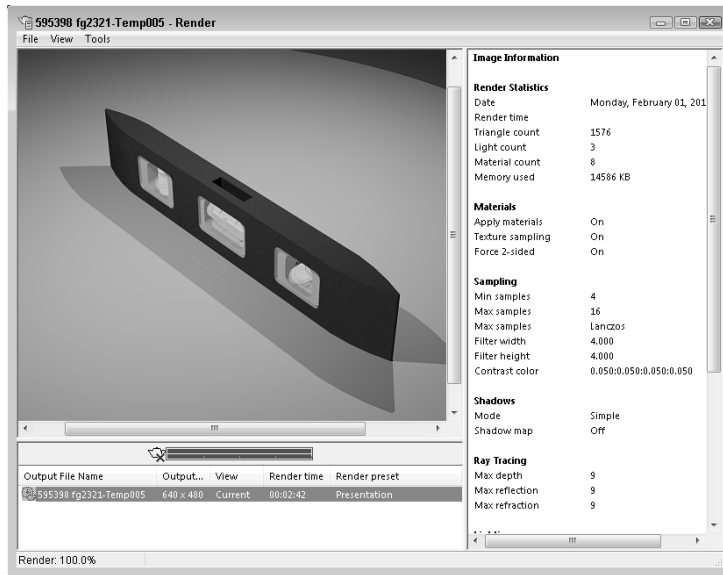 595398 fg2321-Temp005 - Render
File View Tools
Image Information
Render Statistics
Date Monday, February 01, 201
Render time
Triangle count 1576
Light count 3
Material count 8
Memory used 14586 KB
Materials
Apply materials On
Texture sampling On
Force 2-sided On
Sampling
Min samples 4
Max samples 16
Max samples Lanczos
Filter width 4.000
Filter height 4.000
Contrast color 0.050:0.050:0.050:0.050
Shadows
Mode Simple
Shadow map Off
Ray Tracing
Max depth 9
Max reflection 9
Max refraction 9
Output File Name Output... View Render time Render preset
595398 fg2321-Temp005 640 x 480 Current 00:02:42 Presentation
Render: 100.0%